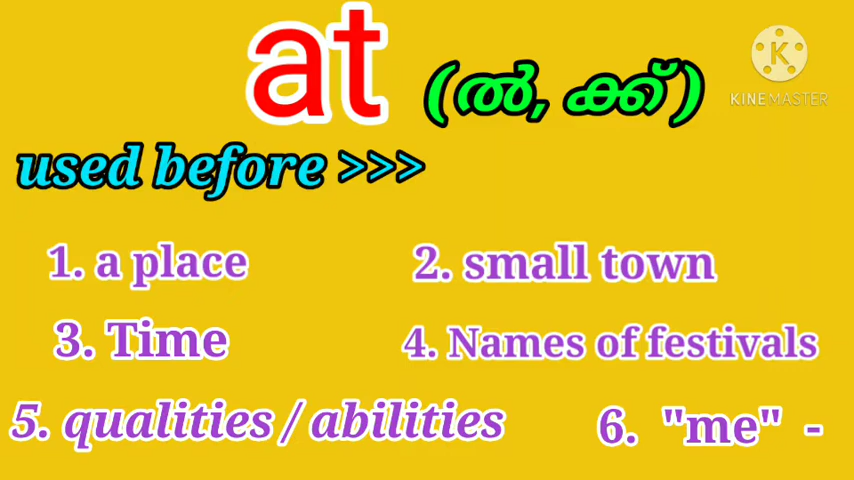 at (ൽ, ക്ക്)
KINEMASTER
used before >>>
1. a place 2. small town
3. Time 4. Names of festivals
5. qualities / abilities 6. "me" -